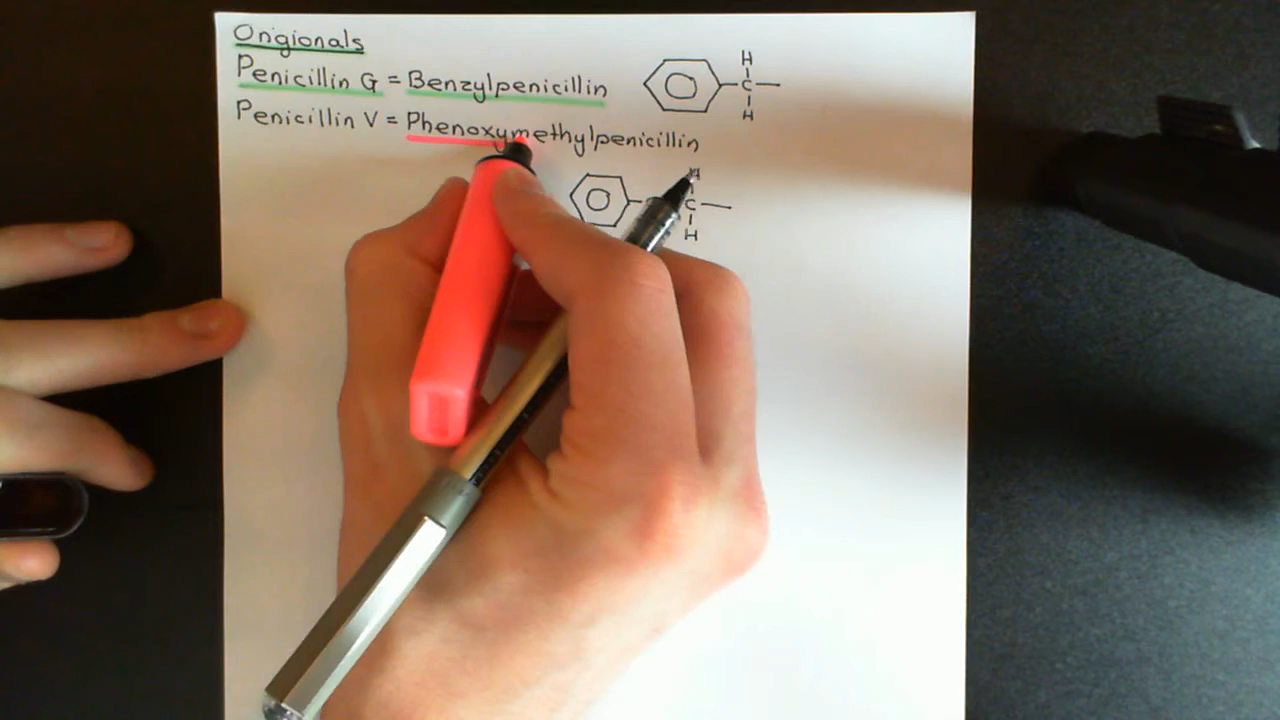 Origionals
Penicillin G = Benzylpenicillin
H
C
H
Penicillin V = Phenoxymethylpenicillin
H
C
H